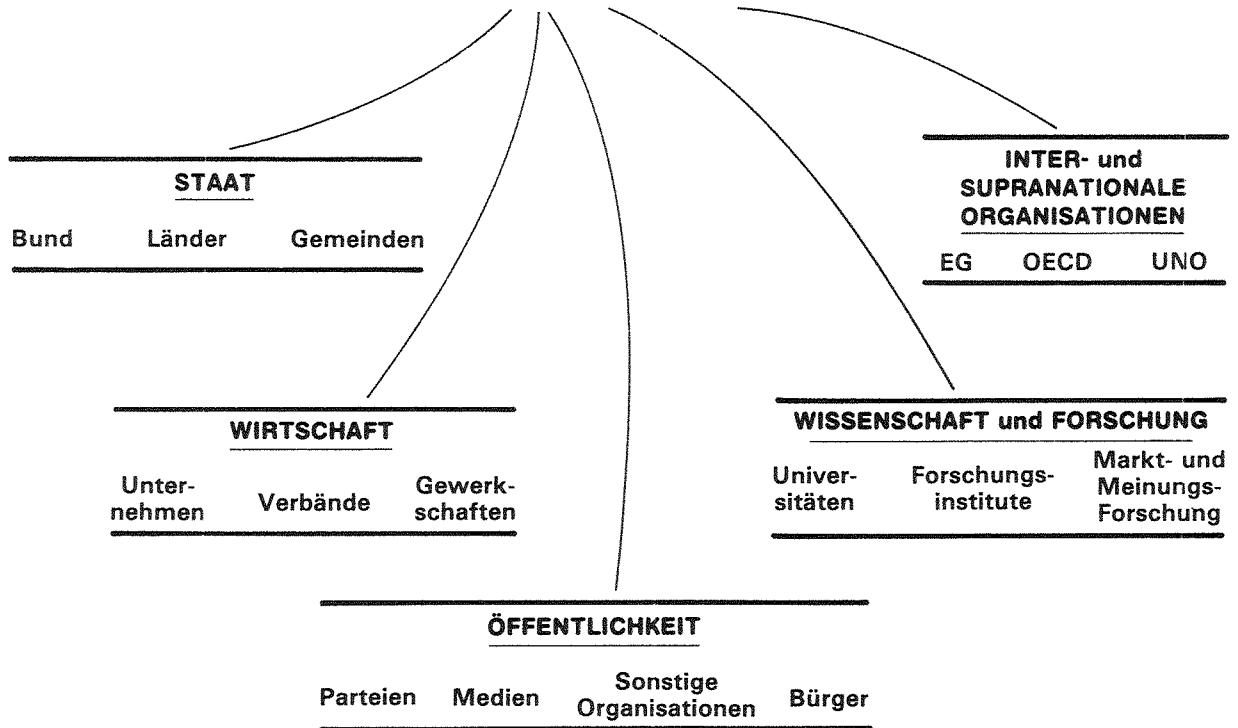 STAAT
Bund Länder Gemeinden
INTER- und
SUPRANATIONALE
ORGANISATIONEN
EG OECD UNO
WIRTSCHAFT
Unter-
nehmen
Verbände
Gewerk-
schaften
WISSENSCHAFT und FORSCHUNG
Univer-
sitäten
Forschungs-
institute
Markt- und
Meinungs-
Forschung
ÖFFENTLICHKEIT
Parteien
Medien
Sonstige
Organisationen
Bürger